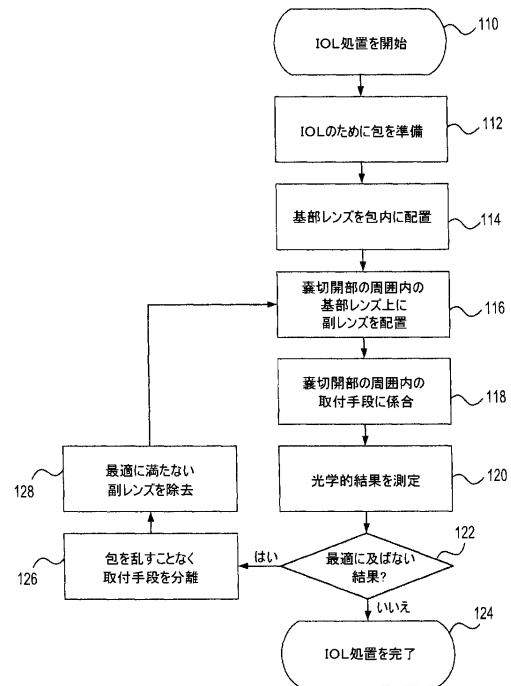 IOL処置を開始
110
IOLのために包を準備
112
基部レンズを包内に配置
114
嚢切開部の周囲内の
基部レンズ上に
副レンズを配置
116
嚢切開部の周囲内の
取付手段に係合
118
光学的結果を測定
120
最適に及ばない
結果?
122
はい
いいえ
包を乱すことなく
取付手段を分離
126
最適に満たない
副レンズを除去
128
IOL処置を完了
124